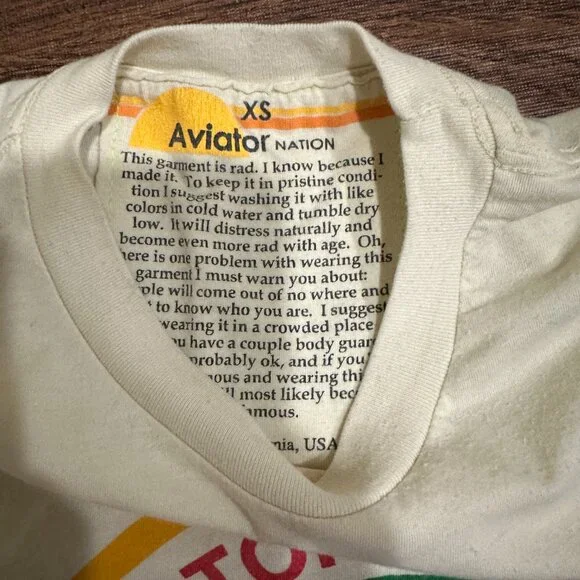 XS
Aviator NATION
This garment is rad. I know because I
made it. To keep it in pristine condi-
tion I suggest washing it with like
colors in cold water and tumble dry
low. It will distress naturally and
become even more rad with age. Oh,
here is one problem with wearing this
garment I must warn you about:
ple will come out of no where and
to know who you are. I suggest
wearing it in a crowded place
ou have a couple body guar
probably ok, and if you'
ous and wearing thi
ll most likely bec
famous.
nia, USA
TO